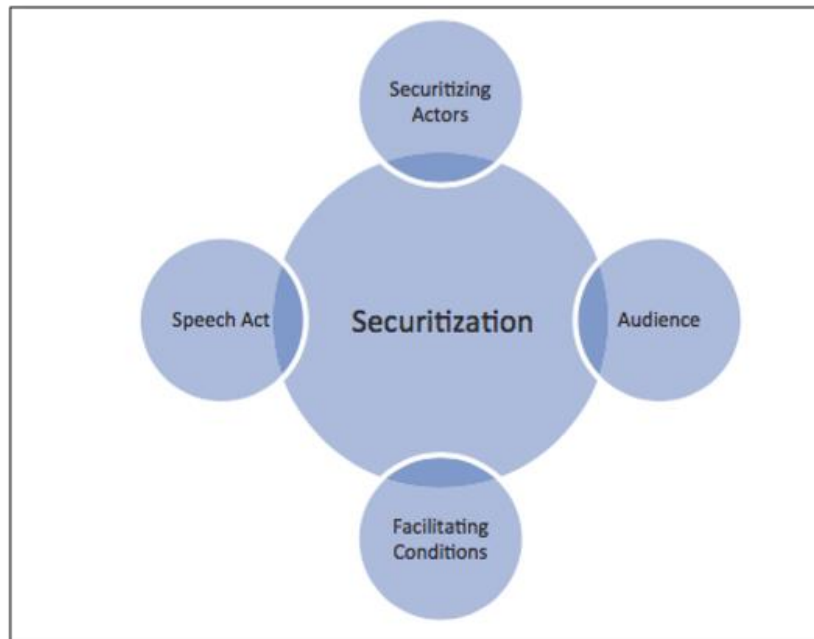 Securitizing
Actors
Speech Act
Securitization
Audience
Facilitating
Conditions